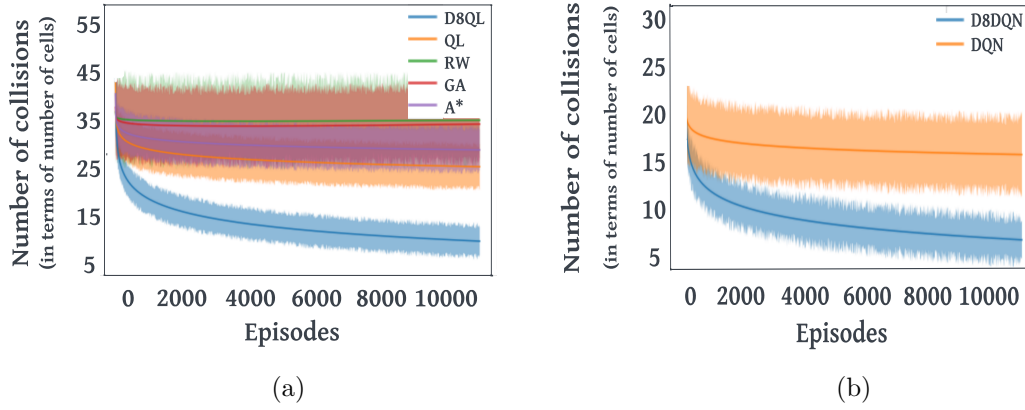 Number of collisions
(in terms of number of cells)
55
45
35
25
15
5
D8QL
QL
RW
GA
A*
0 2000 4000 6000 8000 10000
Episodes
(a)
Number of collisions
(in terms of number of cells)
30
25
20
15
10
5
D8DQN
DQN
0 2000 4000 6000 8000 10000
Episodes
(b)